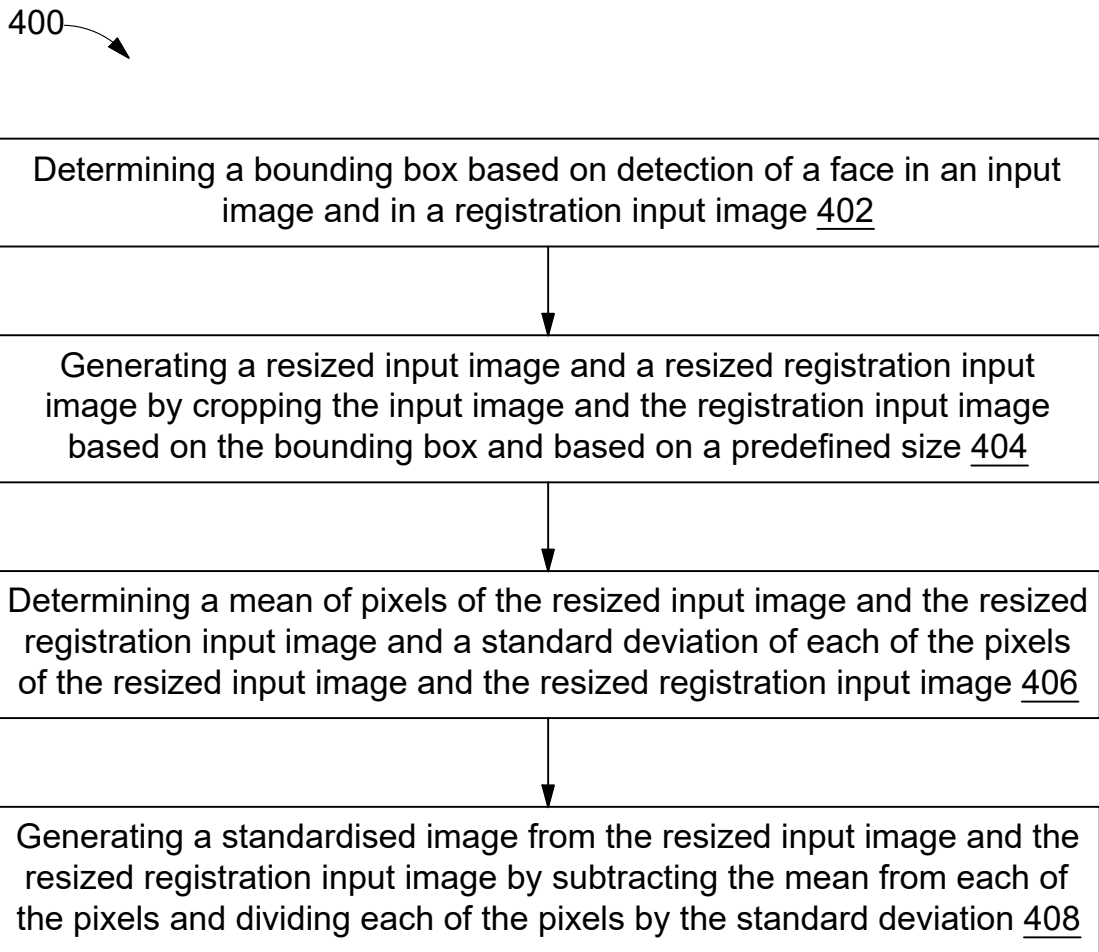 400
Determining a bounding box based on detection of a face in an input
image and in a registration input image 402
Generating a resized input image and a resized registration input
image by cropping the input image and the registration input image
based on the bounding box and based on a predefined size 404
Determining a mean of pixels of the resized input image and the resized
registration input image and a standard deviation of each of the pixels
of the resized input image and the resized registration input image 406
Generating a standardised image from the resized input image and the
resized registration input image by subtracting the mean from each of
the pixels and dividing each of the pixels by the standard deviation 408